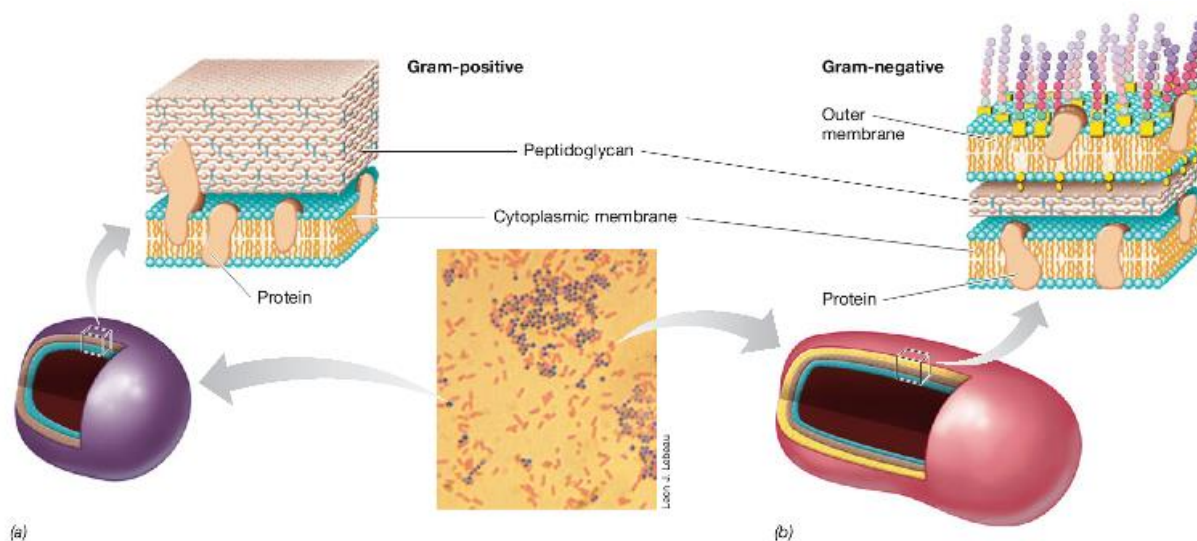 Gram-positive
Gram-negative
Outer
membrane
Peptidoglycan
Cytoplasmic membrane
Protein
Protein
Leon J. Lebeau
(a)
(b)